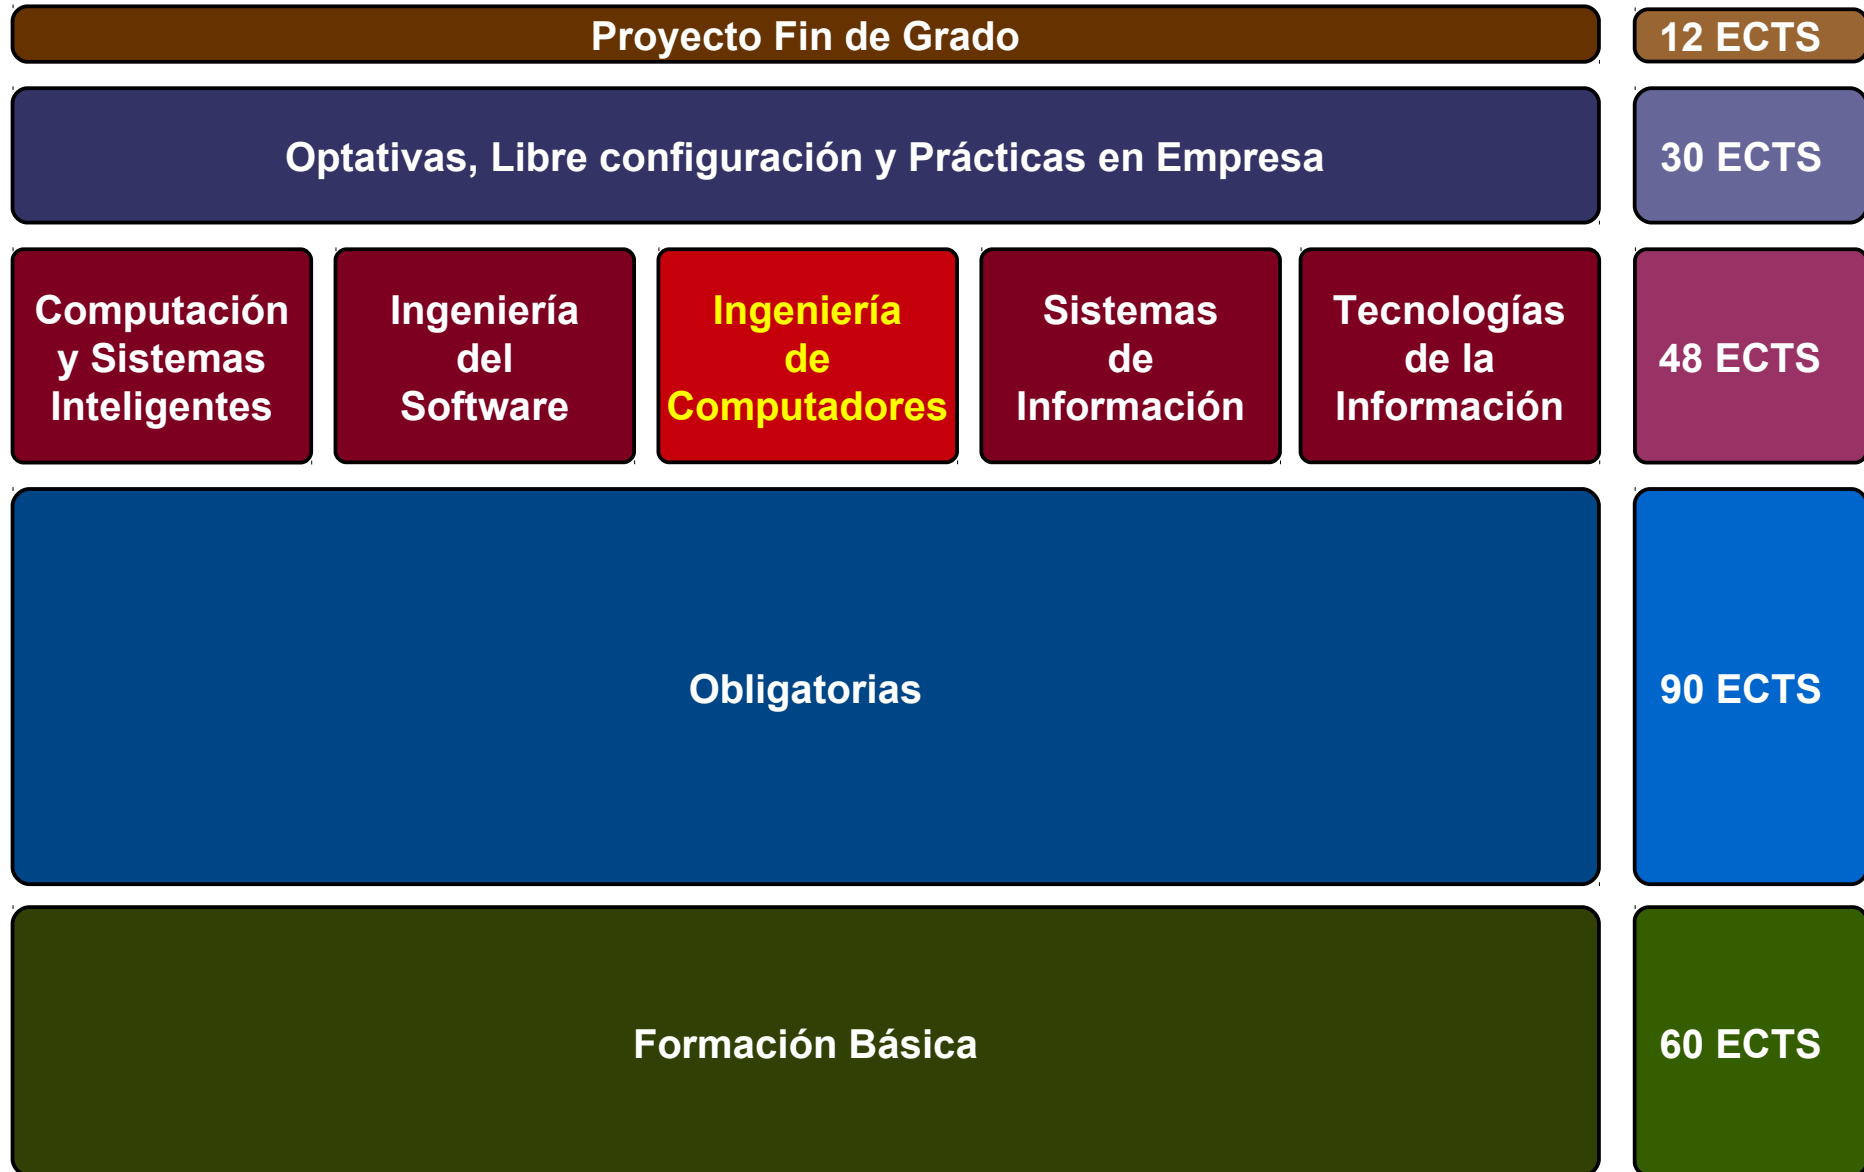 Proyecto Fin de Grado
12 ECTS
Optativas, Libre configuración y Prácticas en Empresa
30 ECTS
Computación
y Sistemas
Inteligentes
Ingeniería
del
Software
Ingeniería
de
Computadores
Sistemas
de
Información
Tecnologías
de la
Información
48 ECTS
Obligatorias
90 ECTS
Formación Básica
60 ECTS